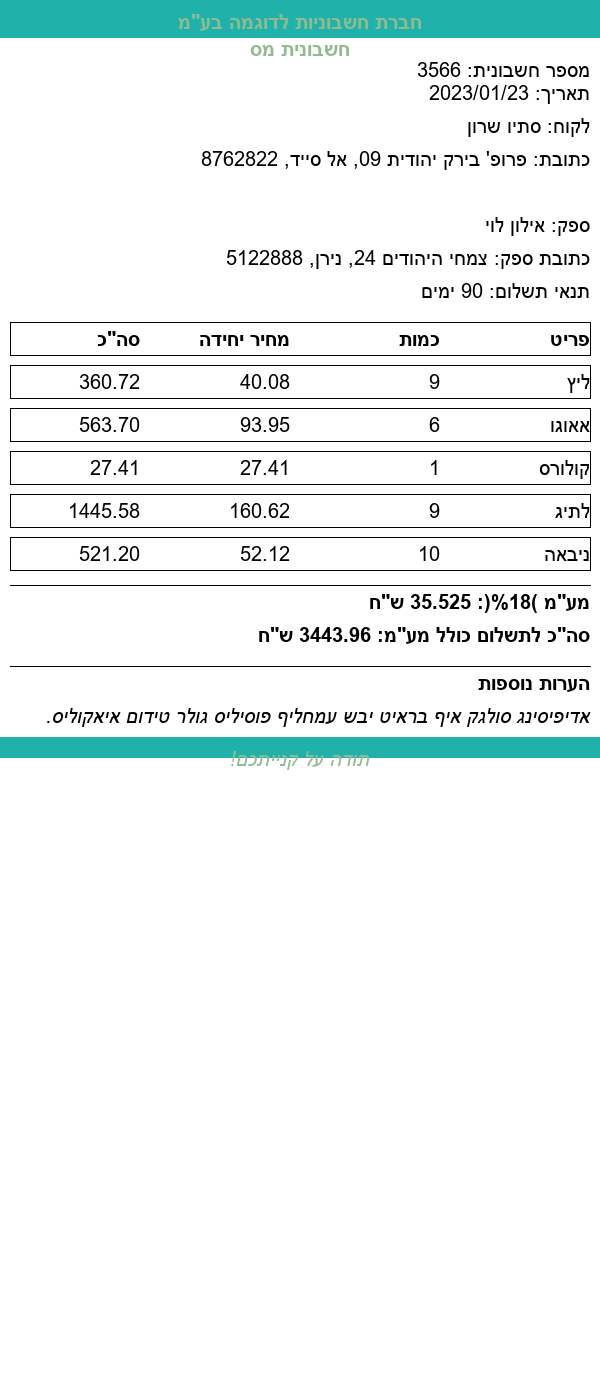 חברת חשבוניות לדוגמה בע"מ
חשבונית מס
מספר חשבונית: 3566
תאריך: 2023/01/23
לקוח: סתיו שרון
כתובת: פרופ' בירק יהודית 09, אל סייד, 8762822
ספק: אילון לוי
כתובת ספק: צמחי היהודים 24, נירן, 5122888
תנאי תשלום: 90 ימים
פריט כמות מחיר יחידה סה"כ
ליץ 9 40.08 360.72
אאוגו 6 93.95 563.70
קולורס 1 27.41 27.41
לתיג 9 160.62 1445.58
ניבאה 10 52.12 521.20
מע"מ )18%(: 35.525 ש"ח
סה"כ לתשלום כולל מע"מ: 3443.96 ש"ח
הערות נוספות
אדיפיסינג סולגק איף בראיט יבש עמחליף פוסיליס גולר טידום איאקוליס.
תודה על קנייתכם!